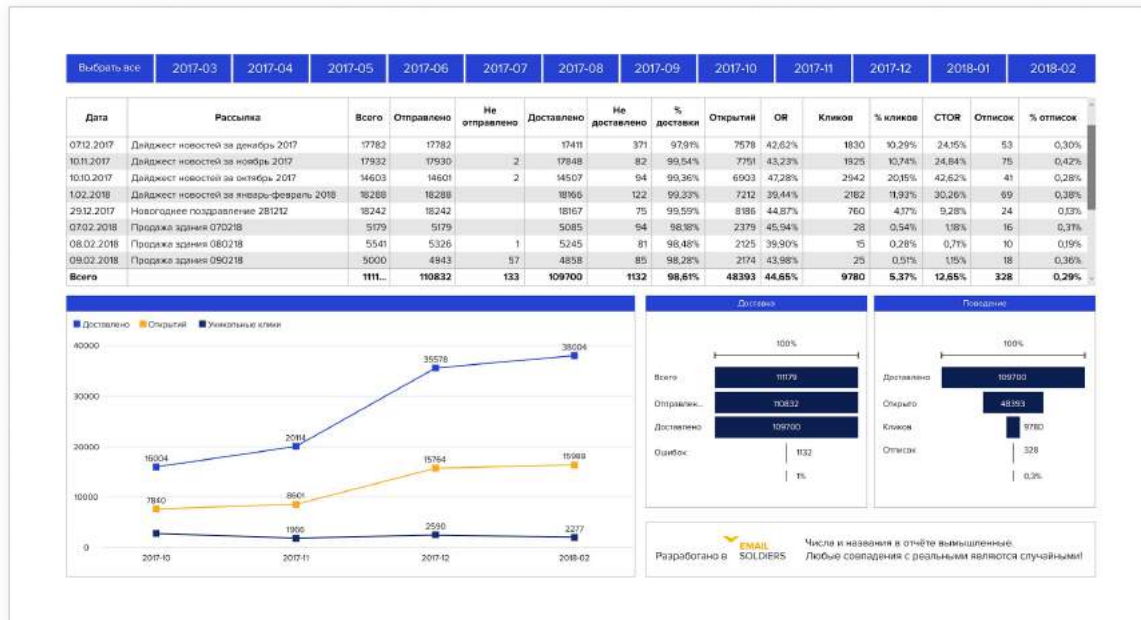 Выбрать все 2017-03 2017-04 2017-05 2017-06 2017-07 2017-08 2017-09 2017-10 2017-11 2017-12 2018-01 2018-02
Дата Рассылка Всего Отправлено Не отправлено Доставлено Не доставлено % доставки Открытий OR Кликов % кликов CTOR Отписок % отписок
07.12.2017 Дайджест новостей за декабрь 2017 17782 17782 17411 371 97,91% 7578 42,62% 1830 10,29% 24,15% 53 0,30%
10.11.2017 Дайджест новостей за ноябрь 2017 17932 17930 2 17848 82 99,54% 7751 43,23% 1925 10,74% 24,84% 75 0,42%
10.10.2017 Дайджест новостей за октябрь 2017 14603 14601 2 14507 94 99,36% 6903 47,28% 2942 20,15% 42,62% 41 0,28%
1.02.2018 Дайджест новостей за январь-февраль 2018 18288 18288 18166 122 99,33% 7212 39,44% 2182 11,93% 30,26% 69 0,38%
29.12.2017 Новогоднее поздравление 281212 18242 18242 18167 75 99,59% 8186 44,87% 760 4,17% 9,28% 24 0,13%
07.02.2018 Продажа здания 070218 5179 5179 5085 94 98,18% 2379 45,94% 28 0,54% 1,18% 16 0,31%
08.02.2018 Продажа здания 080218 5541 5326 1 5245 81 98,48% 2125 39,90% 15 0,28% 0,71% 10 0,19%
09.02.2018 Продажа здания 090218 5000 4943 57 4858 85 98,28% 2174 43,98% 25 0,51% 1,15% 18 0,36%
Всего 1111... 110832 133 109700 1132 98,61% 48393 44,65% 9780 5,37% 12,65% 328 0,29%
Доставлено Открытий Уникальные клики
40000
30000
20000
10000
0
16004 20114 35578 38004
7840 8601 15764 15988
1966 2590 2277
2017-10 2017-11 2017-12 2018-02
Доставка
100%
Всего 111179
Отправлен... 110832
Доставлено 109700
Ошибок 1132
1%
Поведение
100%
Доставлено 109700
Открыто 48393
Кликов 9780
Отписок 328
0,3%
Разработано в EMAIL SOLDIERS
Числа и названия в отчёте вымышленные.
Любые совпадения с реальными являются случайными!